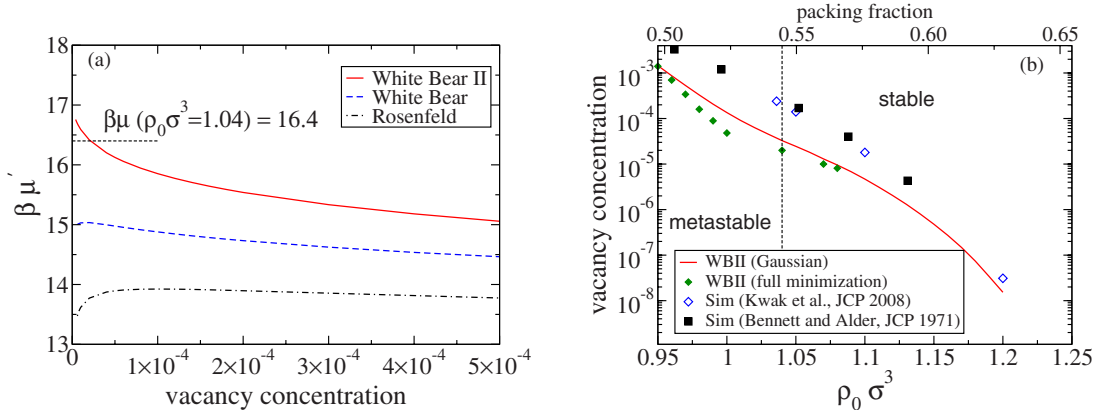 (a)
White Bear II
White Bear
Rosenfeld
βμ (ρ₀σ³=1.04) = 16.4
18
17
16
15
14
13
β μ′
0 1×10⁻⁴ 2×10⁻⁴ 3×10⁻⁴ 4×10⁻⁴ 5×10⁻⁴
vacancy concentration
packing fraction
0.5 0.55 0.6 0.65
(b)
stable
metastable
10⁻³
10⁻⁴
10⁻⁵
10⁻⁶
10⁻⁷
10⁻⁸
vacancy concentration
WBII (Gaussian)
WBII (full minimization)
Sim (Kwak et al., JCP 2008)
Sim (Bennett and Alder, JCP 1971)
0.95 1 1.05 1.1 1.15 1.2 1.25
ρ₀ σ³